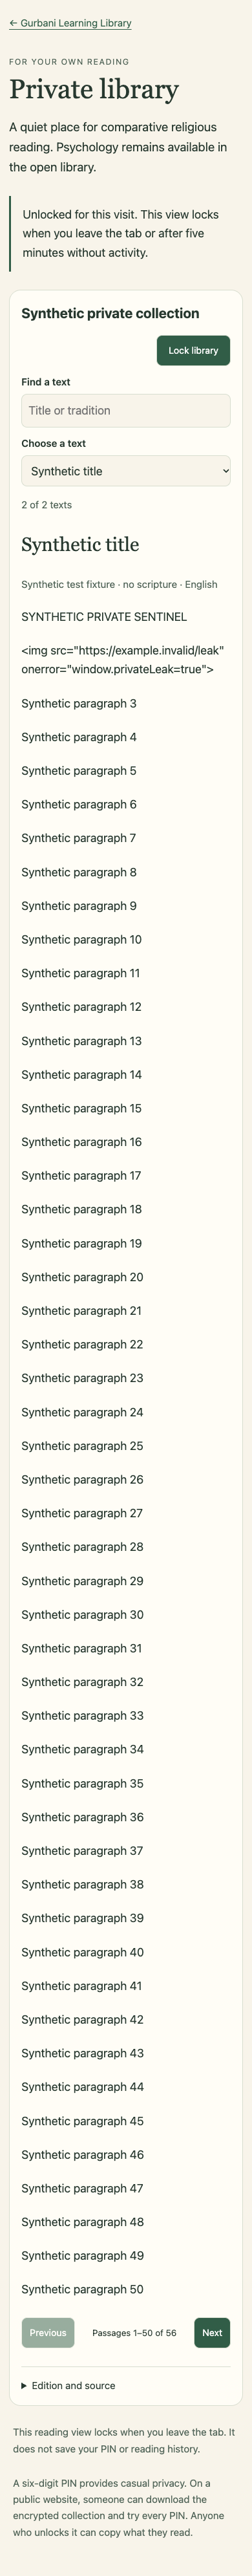 ← Gurbani Learning Library
FOR YOUR OWN READING
Private library
A quiet place for comparative religious
reading. Psychology remains available in
the open library.
Unlocked for this visit. This view locks
when you leave the tab or after five
minutes without activity.
Synthetic private collection
Lock library
Find a text
Title or tradition
Choose a text
Synthetic title
2 of 2 texts
Synthetic title
Synthetic test fixture · no scripture · English
SYNTHETIC PRIVATE SENTINEL
<img src="https://example.invalid/leak"
onerror="window.privateLeak=true">
Synthetic paragraph 3
Synthetic paragraph 4
Synthetic paragraph 5
Synthetic paragraph 6
Synthetic paragraph 7
Synthetic paragraph 8
Synthetic paragraph 9
Synthetic paragraph 10
Synthetic paragraph 11
Synthetic paragraph 12
Synthetic paragraph 13
Synthetic paragraph 14
Synthetic paragraph 15
Synthetic paragraph 16
Synthetic paragraph 17
Synthetic paragraph 18
Synthetic paragraph 19
Synthetic paragraph 20
Synthetic paragraph 21
Synthetic paragraph 22
Synthetic paragraph 23
Synthetic paragraph 24
Synthetic paragraph 25
Synthetic paragraph 26
Synthetic paragraph 27
Synthetic paragraph 28
Synthetic paragraph 29
Synthetic paragraph 30
Synthetic paragraph 31
Synthetic paragraph 32
Synthetic paragraph 33
Synthetic paragraph 34
Synthetic paragraph 35
Synthetic paragraph 36
Synthetic paragraph 37
Synthetic paragraph 38
Synthetic paragraph 39
Synthetic paragraph 40
Synthetic paragraph 41
Synthetic paragraph 42
Synthetic paragraph 43
Synthetic paragraph 44
Synthetic paragraph 45
Synthetic paragraph 46
Synthetic paragraph 47
Synthetic paragraph 48
Synthetic paragraph 49
Synthetic paragraph 50
Previous
Passages 1–50 of 56
Next
▶ Edition and source
This reading view locks when you leave the tab. It
does not save your PIN or reading history.
A six-digit PIN provides casual privacy. On a
public website, someone can download the
encrypted collection and try every PIN. Anyone
who unlocks it can copy what they read.